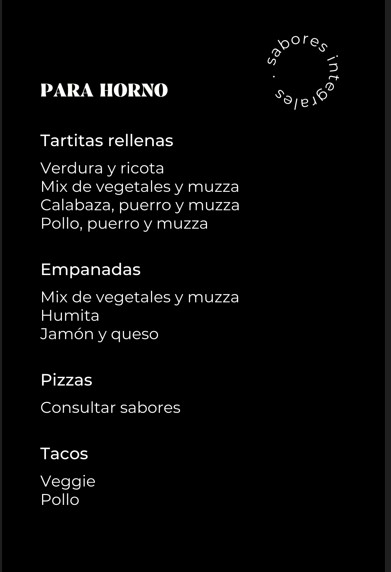 · sabores integrales
PARA HORNO
Tartitas rellenas
Verdura y ricota
Mix de vegetales y muzza
Calabaza, puerro y muzza
Pollo, puerro y muzza
Empanadas
Mix de vegetales y muzza
Humita
Jamón y queso
Pizzas
Consultar sabores
Tacos
Veggie
Pollo